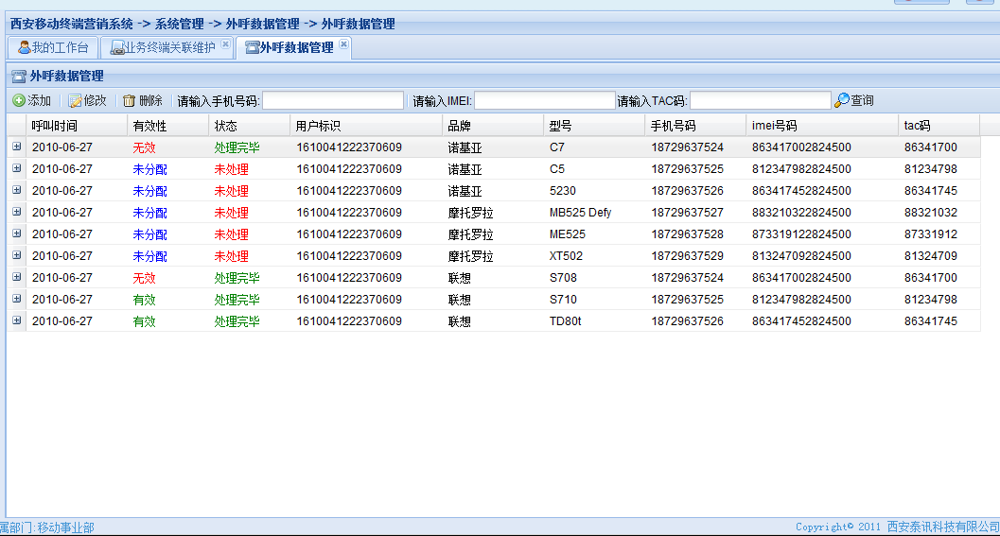 西安移动终端营销系统 -> 系统管理 -> 外呼数据管理 -> 外呼数据管理
我的工作台 业务终端关联维护 外呼数据管理
外呼数据管理
添加 修改 删除 请输入手机号码: 请输入IMEI: 请输入TAC码: 查询
呼叫时间 有效性 状态 用户标识 品牌 型号 手机号码 imei号码 tac码
2010-06-27 无效 处理完毕 1610041222370609 诺基亚 C7 18729637524 863417002824500 86341700
2010-06-27 未分配 未处理 1610041222370609 诺基亚 C5 18729637525 812347982824500 81234798
2010-06-27 未分配 未处理 1610041222370609 诺基亚 5230 18729637526 863417452824500 86341745
2010-06-27 未分配 未处理 1610041222370609 摩托罗拉 MB525 Defy 18729637527 883210322824500 88321032
2010-06-27 未分配 未处理 1610041222370609 摩托罗拉 ME525 18729637528 873319122824500 87331912
2010-06-27 未分配 未处理 1610041222370609 摩托罗拉 XT502 18729637529 813247092824500 81324709
2010-06-27 无效 处理完毕 1610041222370609 联想 S708 18729637524 863417002824500 86341700
2010-06-27 有效 处理完毕 1610041222370609 联想 S710 18729637525 812347982824500 81234798
2010-06-27 有效 处理完毕 1610041222370609 联想 TD80t 18729637526 863417452824500 86341745
属部门:移动事业部 Copyright© 2011 西安泰讯科技有限公司